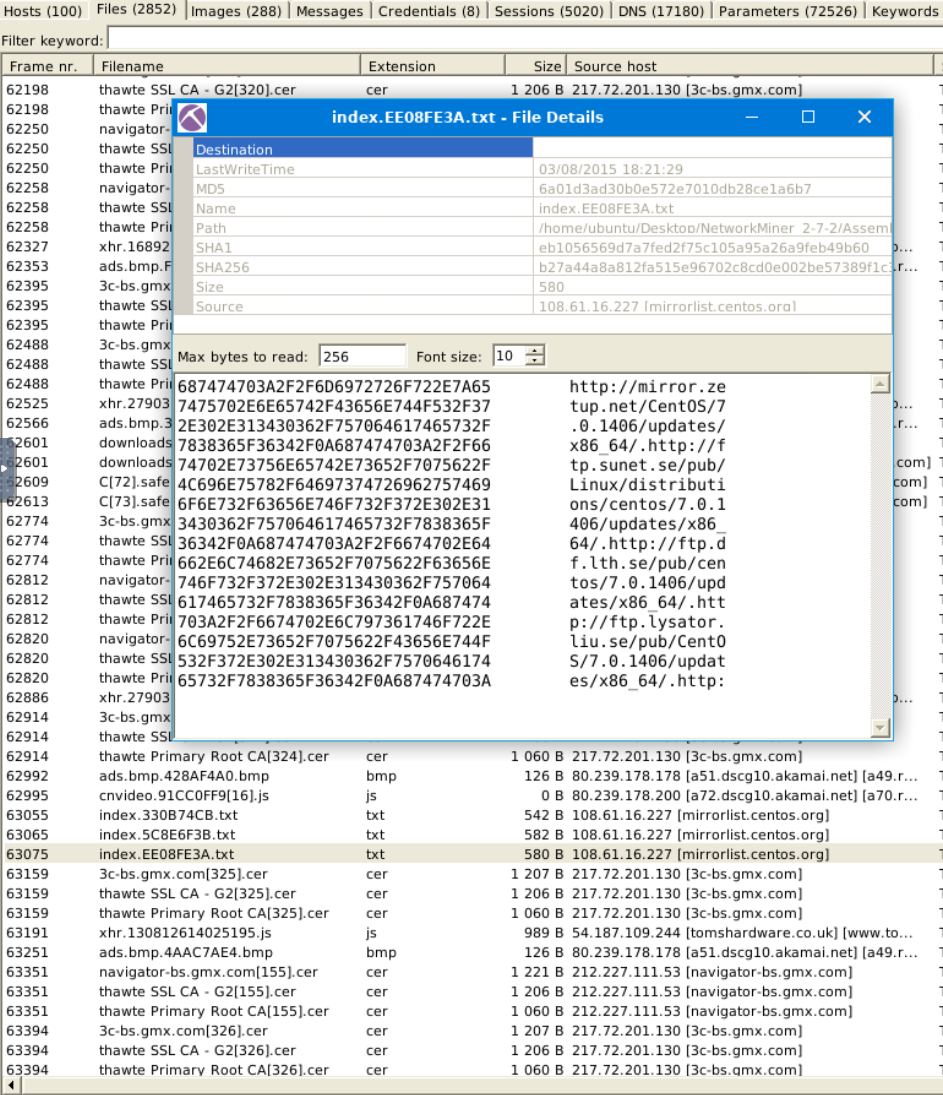 Hosts (100) Files (2852) Images (288) Messages Credentials (8) Sessions (5020) DNS (17180) Parameters (72526) Keywords
Filter keyword:
Frame nr. Filename Extension Size Source host
62198 thawte SSL CA - G2[320].cer cer 1 206 B 217.72.201.130 [3c-bs.gmx.com]
62198 thawte Pri
62250 navigator-
62250 thawte SSL
62250 thawte Pri
62258 navigator-
62258 thawte SSL
62258 thawte Pri
62327 xhr.16892
62353 ads.bmp.F
62395 3c-bs.gmx
62395 thawte SSL
62395 thawte Pri
62488 3c-bs.gmx
62488 thawte SSL
62488 thawte Pri
62525 xhr.27903
62566 ads.bmp.3
62601 downloads
62601 downloads com]
62609 C[72].safe com]
62613 C[73].safe com]
62774 3c-bs.gmx
62774 thawte SSL
62774 thawte Pri
62812 navigator-
62812 thawte SSL
62812 thawte Pri
62820 navigator-
62820 thawte SSL
62820 thawte Pri
62886 xhr.27903
62914 3c-bs.gmx
62914 thawte SSL
index.EE08FE3A.txt - File Details
Destination
LastWriteTime 03/08/2015 18:21:29
MD5 6a01d3ad30b0e572e7010db28ce1a6b7
Name index.EE08FE3A.txt
Path /home/ubuntu/Desktop/NetworkMiner_2-7-2/Assem
SHA1 eb1056569d7a7fed2f75c105a95a26a9feb49b60
SHA256 b27a44a8a812fa515e96702c8cd0e002be57389f1c
Size 580
Source 108.61.16.227 [mirrorlist.centos.org]
Max bytes to read: 256 Font size: 10
687474703A2F2F6D6972726F722E7A65 http://mirror.ze
7475702E6E65742F43656E744F532F37 tup.net/CentOS/7
2E302E313430362F757064617465732F .0.1406/updates/
7838365F36342F0A687474703A2F2F66 x86_64/.http://f
74702E73756E65742E73652F7075622F tp.sunet.se/pub/
4C696E75782F64697374726962757469 Linux/distributi
6F6E732F63656E746F732F372E302E31 ons/centos/7.0.1
3430362F757064617465732F7838365F 406/updates/x86_
36342F0A687474703A2F2F6674702E64 64/.http://ftp.d
662E6C74682E73652F7075622F63656E f.lth.se/pub/cen
746F732F372E302E313430362F757064 tos/7.0.1406/upd
617465732F7838365F36342F0A687474 ates/x86_64/.htt
703A2F2F6674702E6C797361746F722E p://ftp.lysator.
6C69752E73652F7075622F43656E744F liu.se/pub/CentO
532F372E302E313430362F7570646174 S/7.0.1406/updat
65732F7838365F36342F0A687474703A es/x86_64/.http:
62914 thawte Primary Root CA[324].cer cer 1 060 B 217.72.201.130 [3c-bs.gmx.com]
62992 ads.bmp.428AF4A0.bmp bmp 126 B 80.239.178.178 [a51.dscg10.akamai.net] [a49.r...
62995 cnvideo.91CC0FF9[16].js js 0 B 80.239.178.200 [a72.dscg10.akamai.net] [a70.r...
63055 index.330B74CB.txt txt 542 B 108.61.16.227 [mirrorlist.centos.org]
63065 index.5C8E6F3B.txt txt 582 B 108.61.16.227 [mirrorlist.centos.org]
63075 index.EE08FE3A.txt txt 580 B 108.61.16.227 [mirrorlist.centos.org]
63159 3c-bs.gmx.com[325].cer cer 1 207 B 217.72.201.130 [3c-bs.gmx.com]
63159 thawte SSL CA - G2[325].cer cer 1 206 B 217.72.201.130 [3c-bs.gmx.com]
63159 thawte Primary Root CA[325].cer cer 1 060 B 217.72.201.130 [3c-bs.gmx.com]
63191 xhr.130812614025195.js js 989 B 54.187.109.244 [tomshardware.co.uk] [www.to...
63251 ads.bmp.4AAC7AE4.bmp bmp 126 B 80.239.178.178 [a51.dscg10.akamai.net] [a49.r...
63351 navigator-bs.gmx.com[155].cer cer 1 221 B 212.227.111.53 [navigator-bs.gmx.com]
63351 thawte SSL CA - G2[155].cer cer 1 206 B 212.227.111.53 [navigator-bs.gmx.com]
63351 thawte Primary Root CA[155].cer cer 1 060 B 212.227.111.53 [navigator-bs.gmx.com]
63394 3c-bs.gmx.com[326].cer cer 1 207 B 217.72.201.130 [3c-bs.gmx.com]
63394 thawte SSL CA - G2[326].cer cer 1 206 B 217.72.201.130 [3c-bs.gmx.com]
63394 thawte Primary Root CA[326].cer cer 1 060 B 217.72.201.130 [3c-bs.gmx.com]